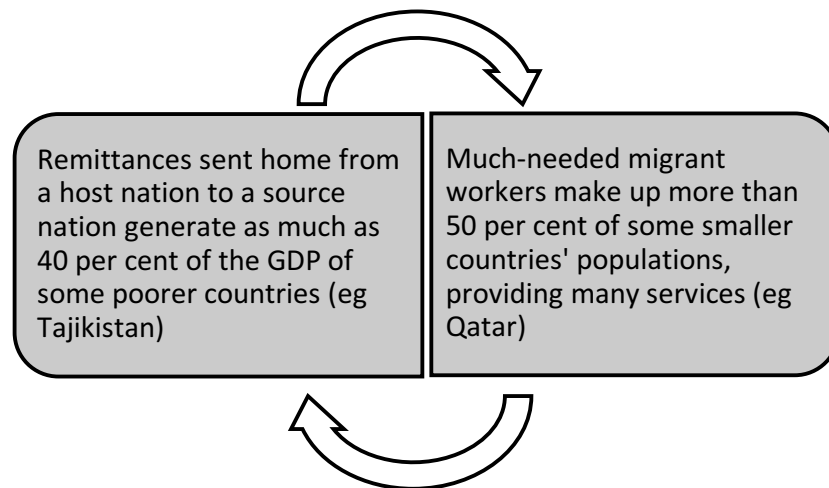 Remittances sent home from
a host nation to a source
nation generate as much as
40 per cent of the GDP of
some poorer countries (eg
Tajikistan)
Much-needed migrant
workers make up more than
50 per cent of some smaller
countries' populations,
providing many services (eg
Qatar)